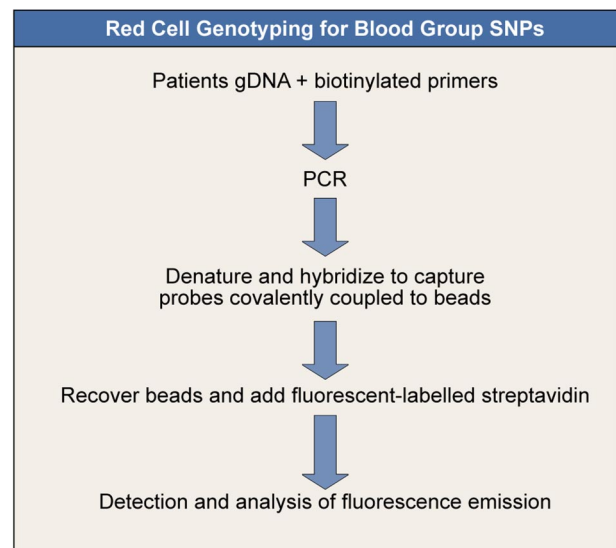 Red Cell Genotyping for Blood Group SNPs
Patients gDNA + biotinylated primers
PCR
Denature and hybridize to capture
probes covalently coupled to beads
Recover beads and add fluorescent-labelled streptavidin
Detection and analysis of fluorescence emission